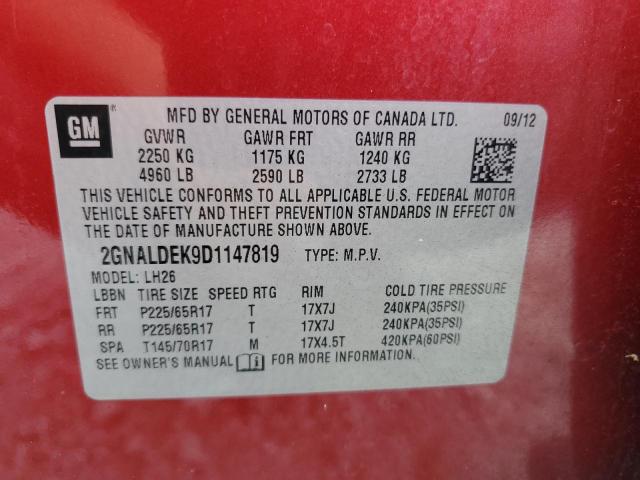 GM ®
MFD BY GENERAL MOTORS OF CANADA LTD. 09/12
GVWR GAWR FRT GAWR RR
2250 KG 1175 KG 1240 KG
4960 LB 2590 LB 2733 LB
THIS VEHICLE CONFORMS TO ALL APPLICABLE U.S. FEDERAL MOTOR
VEHICLE SAFETY AND THEFT PREVENTION STANDARDS IN EFFECT ON THE
DATE OF MANUFACTURE SHOWN ABOVE.
2GNALDEK9D1147819 TYPE: M.P.V.
MODEL: LH26
LBBN TIRE SIZE SPEED RTG RIM COLD TIRE PRESSURE
FRT P225/65R17 T 17X7J 240KPA(35PSI)
RR P225/65R17 T 17X7J 240KPA(35PSI)
SPA T145/70R17 M 17X4.5T 420KPA(60PSI)
SEE OWNER'S MANUAL FOR MORE INFORMATION.